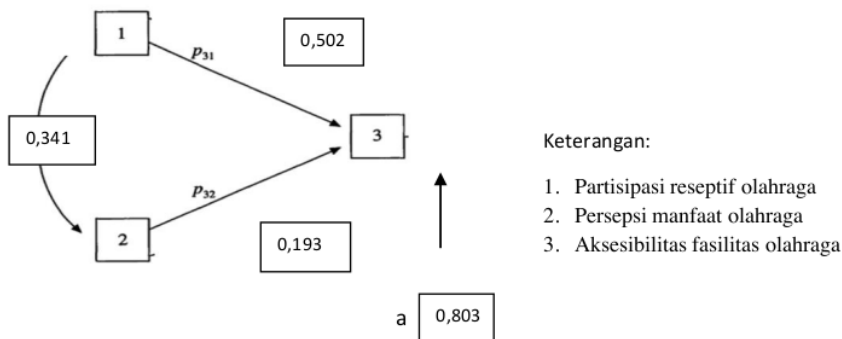 1
p31
0,502
0,341
3
p32
2
0,193
a 0,803
Keterangan:
1. Partisipasi reseptif olahraga
2. Persepsi manfaat olahraga
3. Aksesibilitas fasilitas olahraga